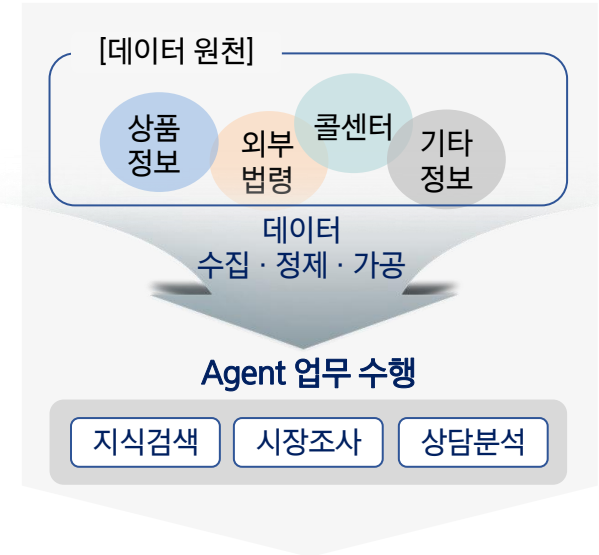 [데이터 원천]
상품
정보
외부
법령
콜센터
기타
정보
데이터
수집 · 정제 · 가공
Agent 업무 수행
지식검색
시장조사
상담분석